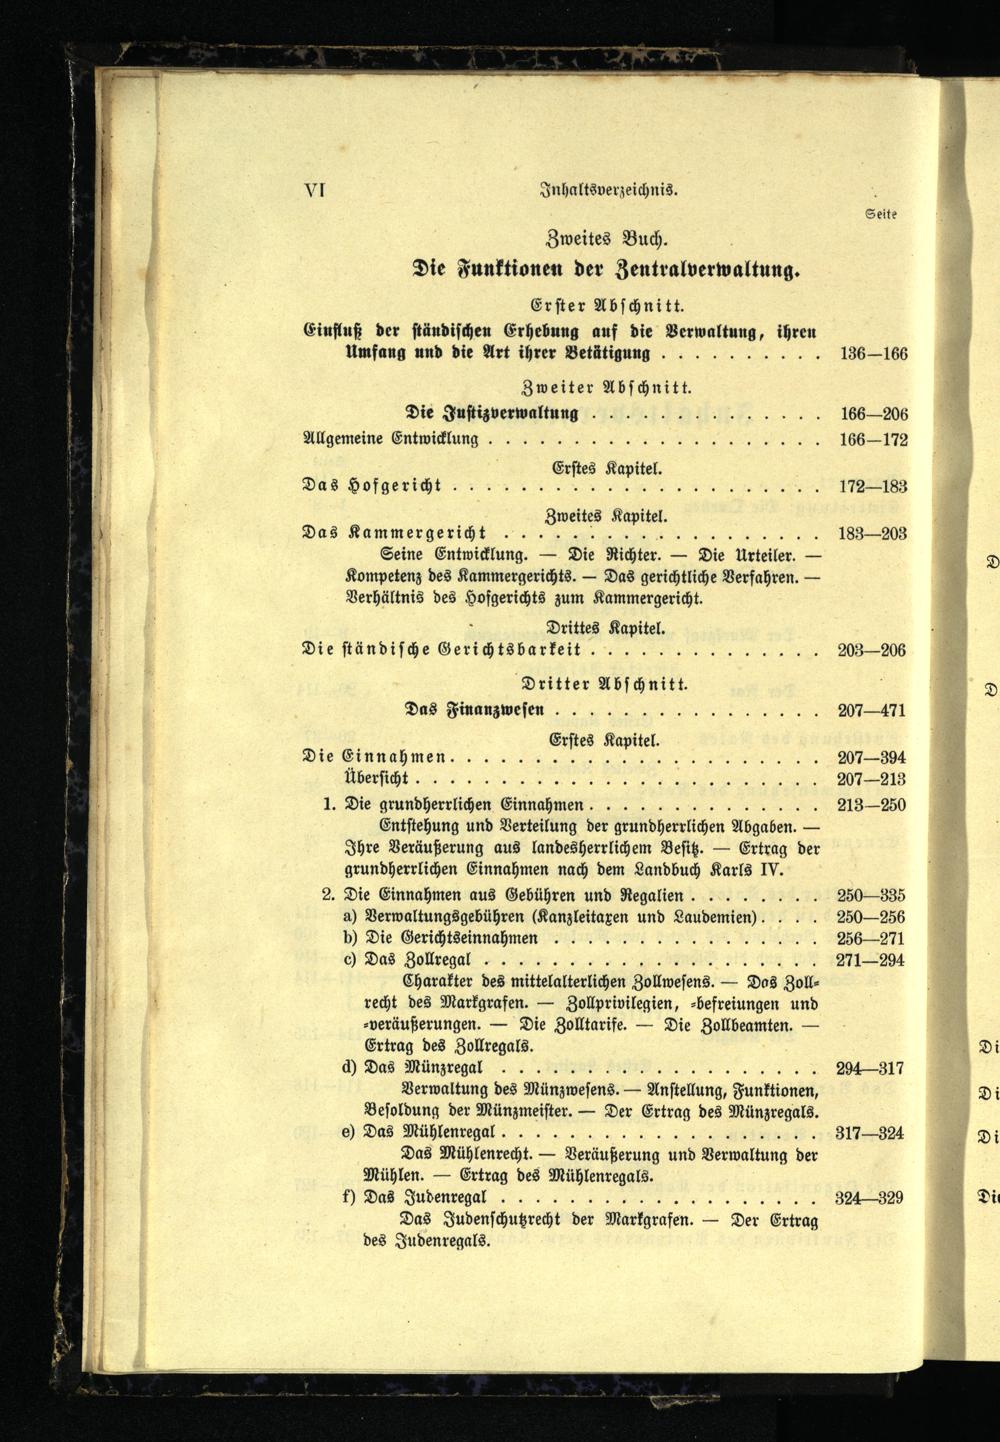 VI Inhaltsverzeichnis.
Seite
Zweites Buch.
Die Funktionen der Zentralverwaltung.
Erster Abschnitt.
Einfluß der ständischen Erhebung auf die Verwaltung, ihren
Umfang und die Art ihrer Betätigung . . . . . . . . . . 136—166
Zweiter Abschnitt.
Die Justizverwaltung . . . . . . . . . . . . . . 166—206
Allgemeine Entwicklung . . . . . . . . . . . . . . . . . . . . 166—172
Erstes Kapitel.
Das Hofgericht . . . . . . . . . . . . . . . . . . . . . . 172—183
Zweites Kapitel.
Das Kammergericht . . . . . . . . . . . . . . . . . . . 183—203
Seine Entwicklung. — Die Richter. — Die Urteiler. —
Kompetenz des Kammergerichts. — Das gerichtliche Verfahren. —
Verhältnis des Hofgerichts zum Kammergericht.
Drittes Kapitel.
Die ständische Gerichtsbarkeit . . . . . . . . . . . . . . 203—206
Dritter Abschnitt.
Das Finanzwesen . . . . . . . . . . . . . . . . 207—471
Erstes Kapitel.
Die Einnahmen . . . . . . . . . . . . . . . . . . . . . . 207—394
Übersicht . . . . . . . . . . . . . . . . . . . . . . . . 207—213
1. Die grundherrlichen Einnahmen . . . . . . . . . . . . . . 213—250
Entstehung und Verteilung der grundherrlichen Abgaben. —
Ihre Veräußerung aus landesherrlichem Besitz. — Ertrag der
grundherrlichen Einnahmen nach dem Landbuch Karls IV.
2. Die Einnahmen aus Gebühren und Regalien . . . . . . . . 250—335
a) Verwaltungsgebühren (Kanzleitaxen und Laudemien) . . . . 250—256
b) Die Gerichtseinnahmen . . . . . . . . . . . . . . . . 256—271
c) Das Zollregal . . . . . . . . . . . . . . . . . . . . 271—294
Charakter des mittelalterlichen Zollwesens. — Das Zoll-
recht des Markgrafen. — Zollprivilegien, -befreiungen und
-veräußerungen. — Die Zolltarife. — Die Zollbeamten. —
Ertrag des Zollregals.
d) Das Münzregal . . . . . . . . . . . . . . . . . . . 294—317
Verwaltung des Münzwesens. — Anstellung, Funktionen,
Besoldung der Münzmeister. — Der Ertrag des Münzregals.
e) Das Mühlenregal . . . . . . . . . . . . . . . . . . . 317—324
Das Mühlenrecht. — Veräußerung und Verwaltung der
Mühlen. — Ertrag des Mühlenregals.
f) Das Judenregal . . . . . . . . . . . . . . . . . . . 324—329
Das Judenschutzrecht der Markgrafen. — Der Ertrag
des Judenregals.